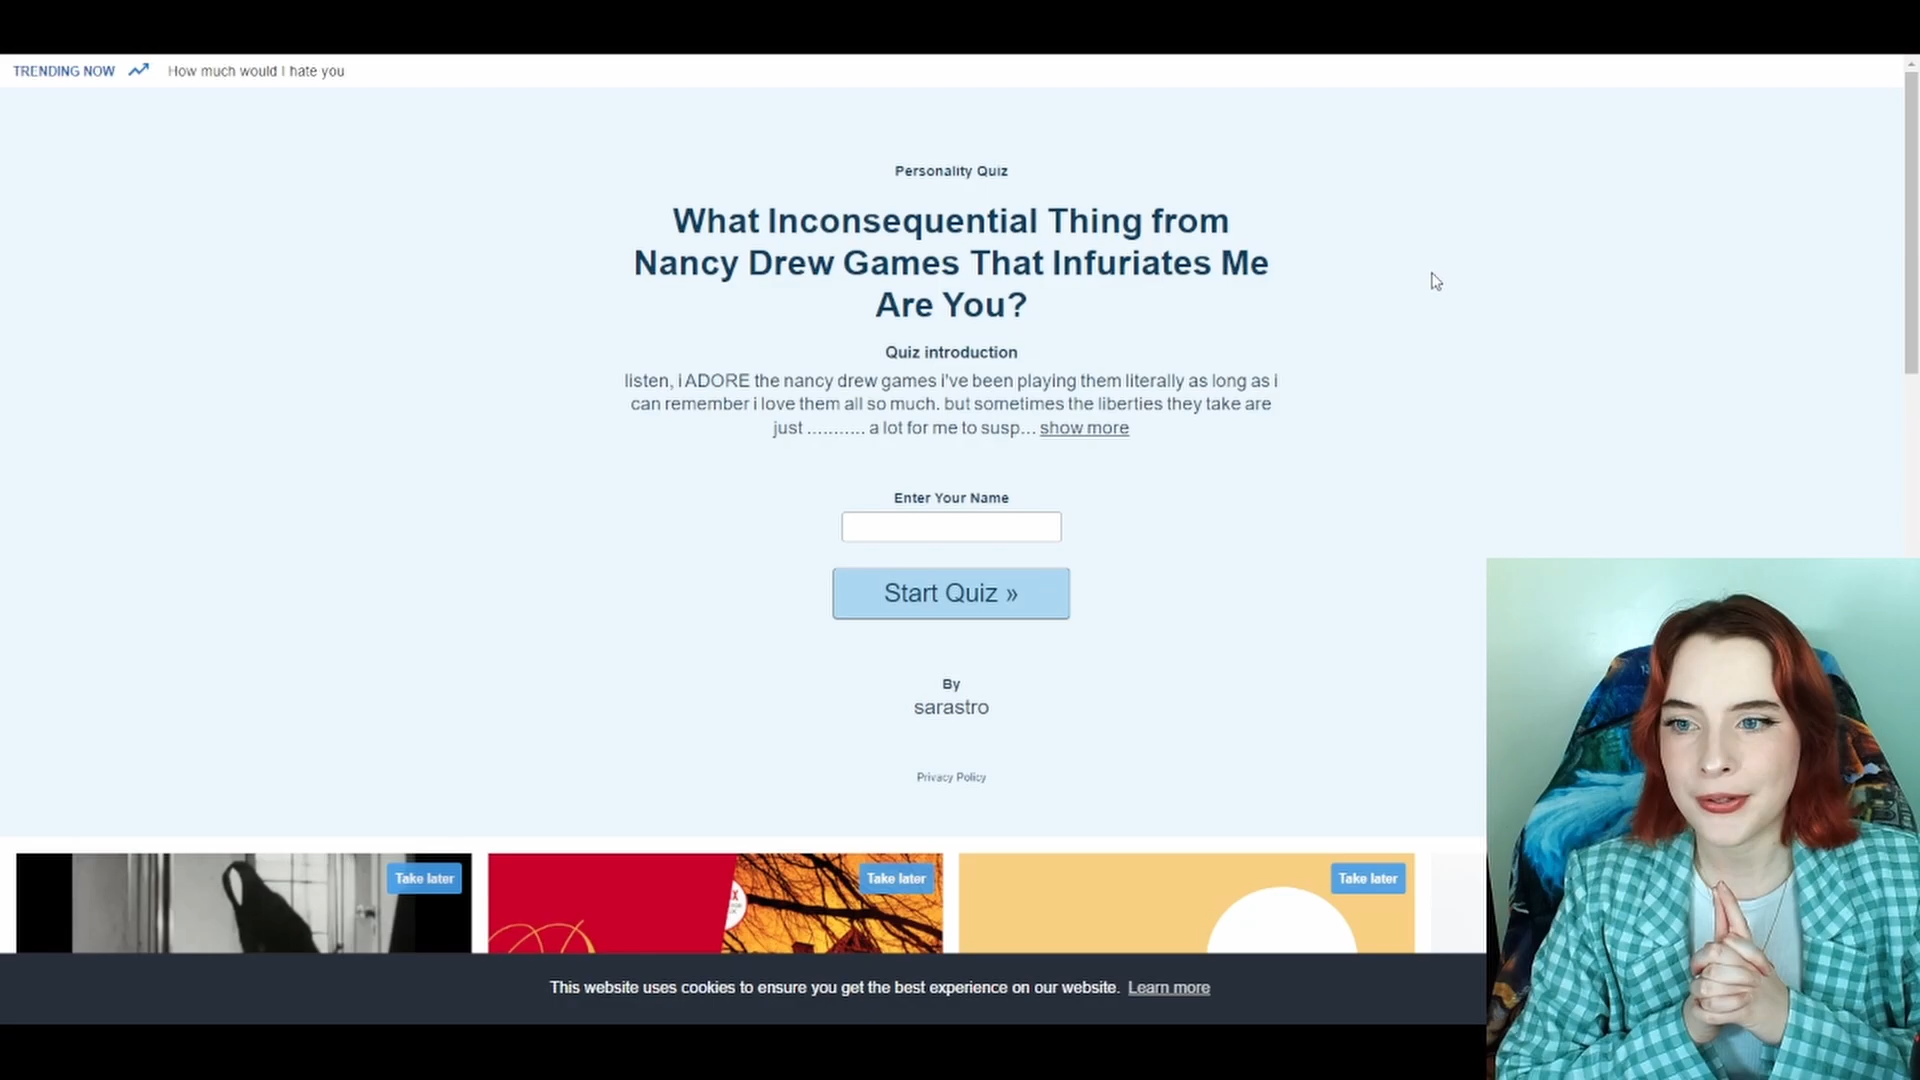 TRENDING NOW How much would I hate you
Personality Quiz
What Inconsequential Thing from
Nancy Drew Games That Infuriates Me
Are You?
Quiz introduction
listen, i ADORE the nancy drew games i've been playing them literally as long as i
can remember i love them all so much. but sometimes the liberties they take are
just ........... a lot for me to susp... show more
Enter Your Name
Start Quiz »
By
sarastro
Privacy Policy
Take later
Take later
Take later
This website uses cookies to ensure you get the best experience on our website. Learn more